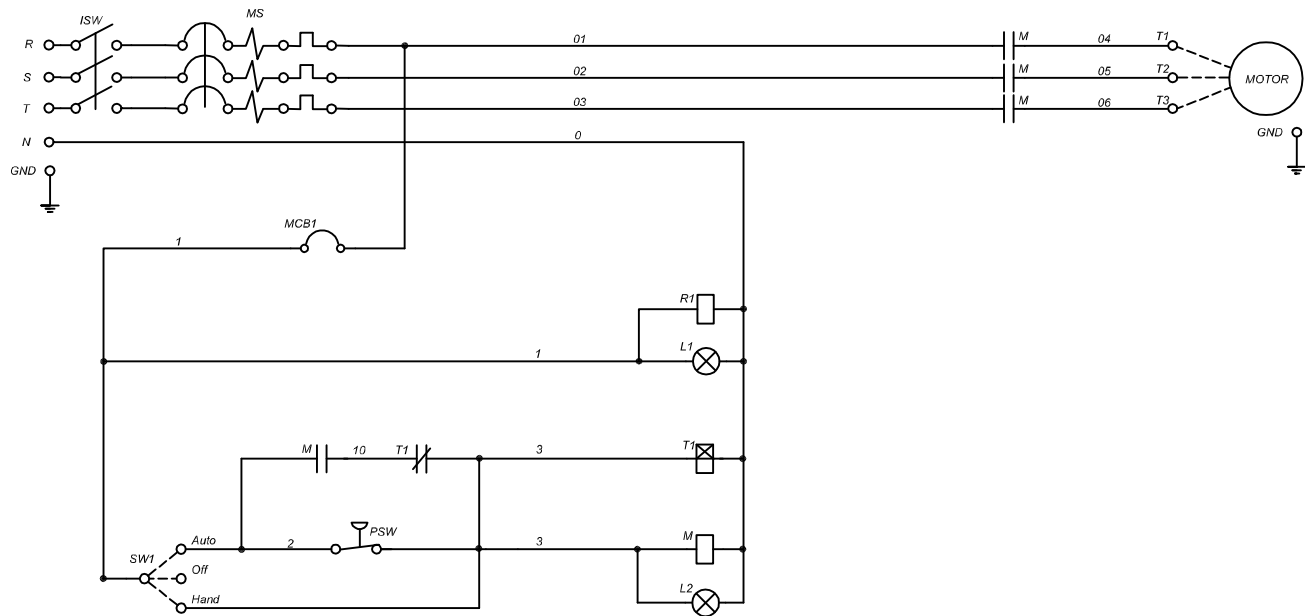 ISW
MS
R
01
M
04
T1
S
02
M
05
T2
MOTOR
T
03
M
06
T3
N
0
GND
GND
MCB1
1
R1
1
L1
M
10
T1
3
T1
Auto
2
PSW
3
M
SW1
Off
Hand
L2